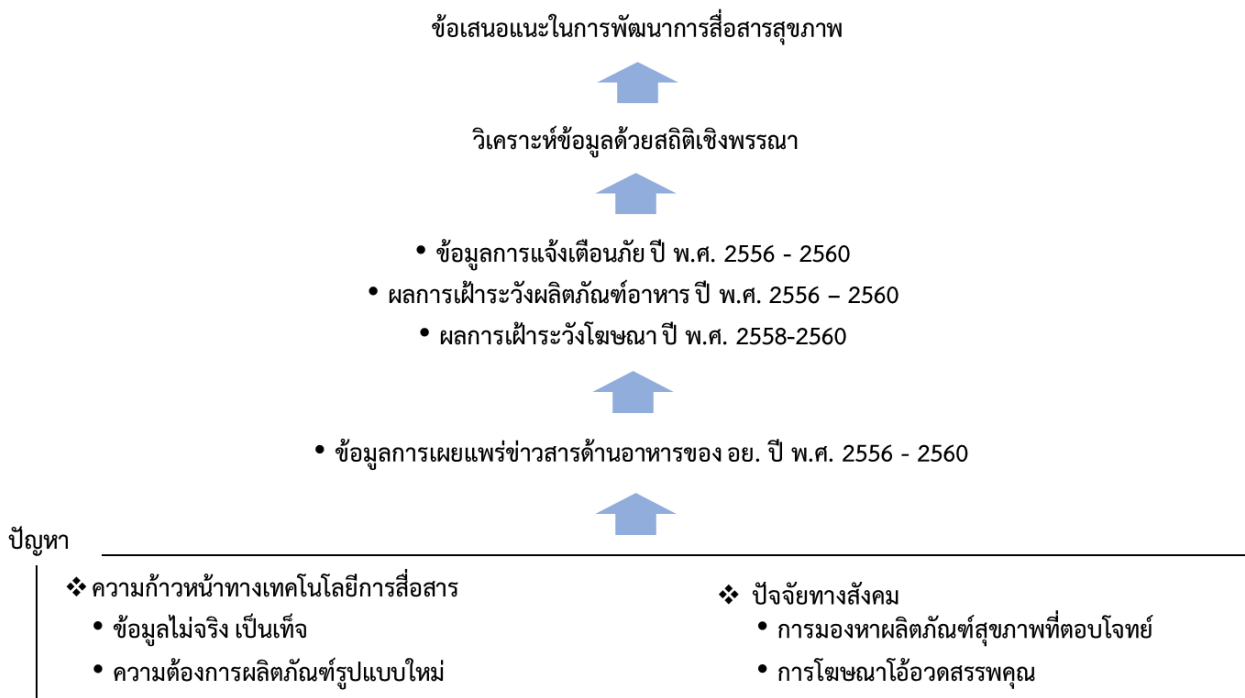 ข้อเสนอแนะในการพัฒนาการสื่อสารสุขภาพ
วิเคราะห์ข้อมูลด้วยสถิติเชิงพรรณา
• ข้อมูลการแจ้งเตือนภัย ปี พ.ศ. 2556 - 2560
• ผลการเฝ้าระวังผลิตภัณฑ์อาหาร ปี พ.ศ. 2556 – 2560
• ผลการเฝ้าระวังโฆษณา ปี พ.ศ. 2558-2560
• ข้อมูลการเผยแพร่ข่าวสารด้านอาหารของ อย. ปี พ.ศ. 2556 - 2560
ปัญหา
❖ ความก้าวหน้าทางเทคโนโลยีการสื่อสาร
• ข้อมูลไม่จริง เป็นเท็จ
• ความต้องการผลิตภัณฑ์รูปแบบใหม่
❖ ปัจจัยทางสังคม
• การมองหาผลิตภัณฑ์สุขภาพที่ตอบโจทย์
• การโฆษณาโอ้อวดสรรพคุณ